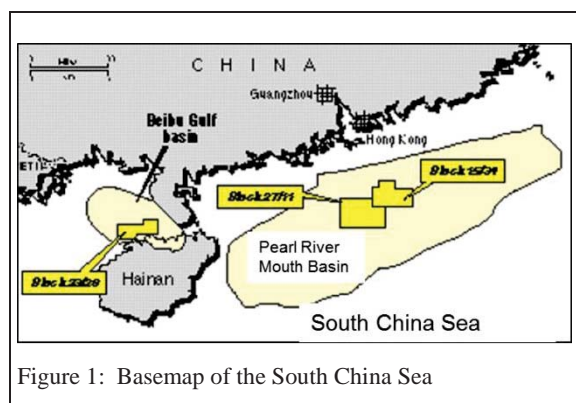 CHINA
Guangzhou
Beibu Gulf
basin
Hong Kong
Pearl River
Mouth Basin
Hainan
South China Sea
Figure 1: Basemap of the South China Sea